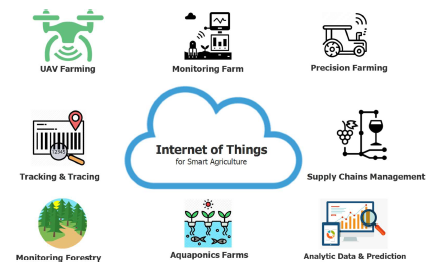 UAV Farming
Monitoring Farm
Precision Farming
Internet of Things
for Smart Agriculture
Tracking & Tracing
12345
Supply Chains Management
Monitoring Forestry
Aquaponics Farms
Analytic Data & Prediction